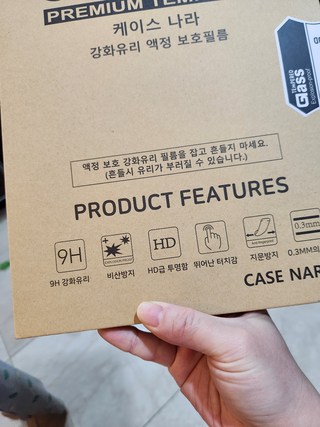 PREMIUM TEM
케이스 나라
강화유리 액정 보호필름
TEMPERED
Glass
액정 보호 강화유리 필름을 잡고 흔들지 마세요.
(흔들시 유리가 부러질 수 있습니다.)
PRODUCT FEATURES
9H
HD
0.3mm
9H 강화유리
비산방지
HD급 투명함
뛰어난 터치감
지문방지
0.3MM의
CASE NAR